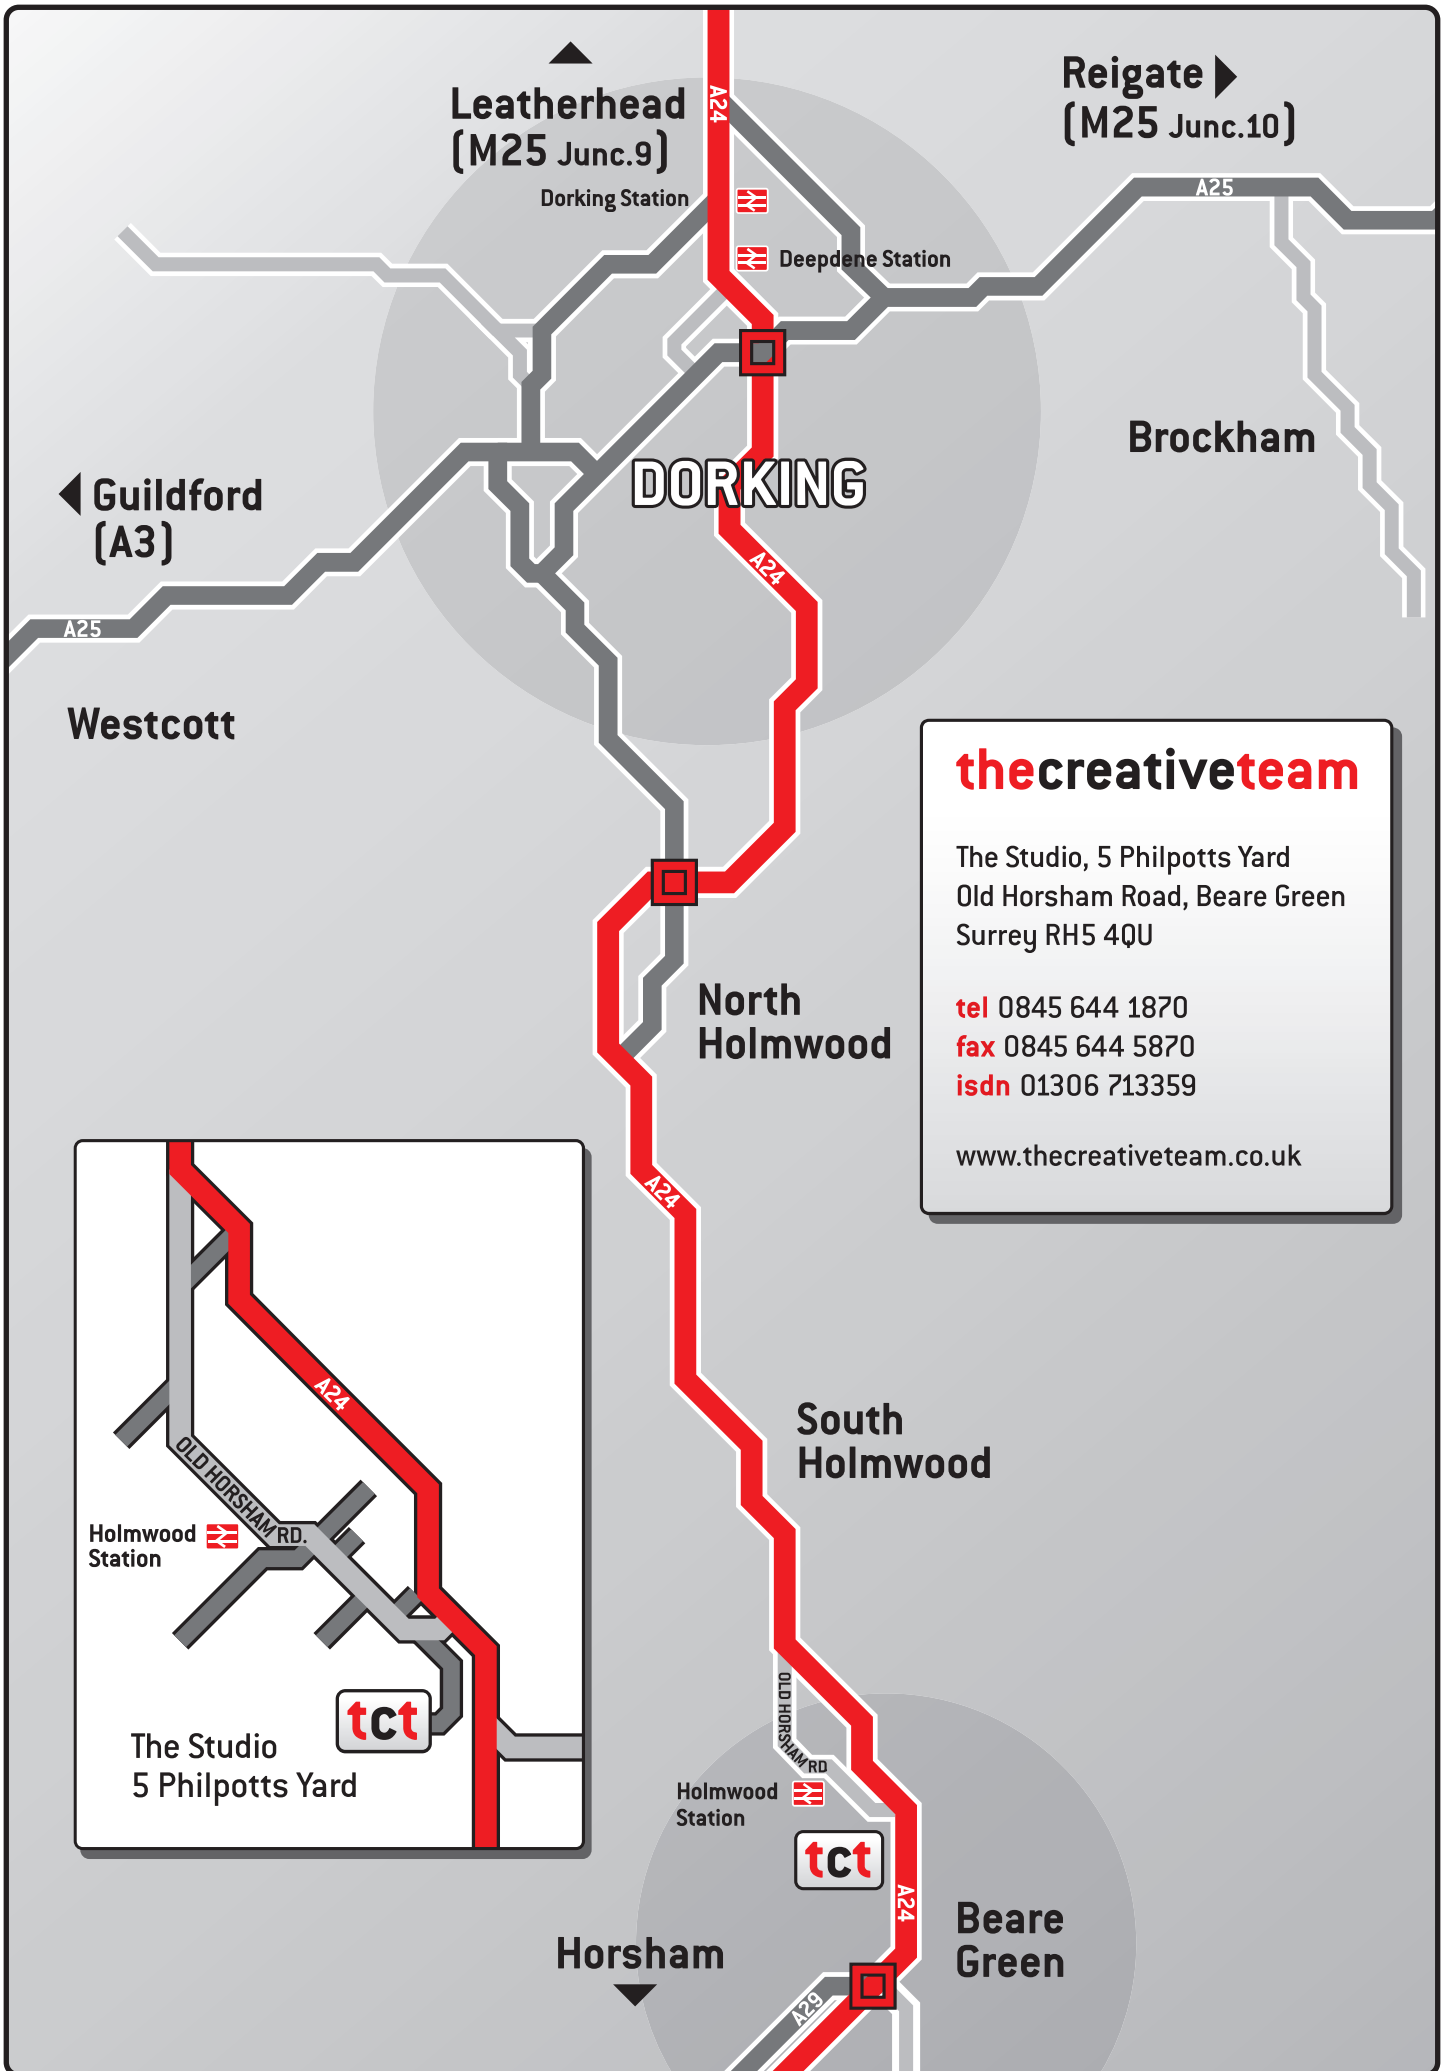 A24
Leatherhead
(M25 Junc.9)
Reigate
(M25 Junc.10)
Dorking Station
A25
Deepdene Station
Brockham
DORKING
Guildford
(A3)
A24
A25
Westcott
thecreativeteam
The Studio, 5 Philpotts Yard
Old Horsham Road, Beare Green
Surrey RH5 4QU
tel 0845 644 1870
fax 0845 644 5870
isdn 01306 713359
www.thecreativeteam.co.uk
North
Holmwood
A24
A24
OLD HORSHAM RD.
Holmwood
Station
tct
The Studio
5 Philpotts Yard
South
Holmwood
OLD HORSHAM RD
Holmwood
Station
tct
A24
Beare
Green
Horsham
A29